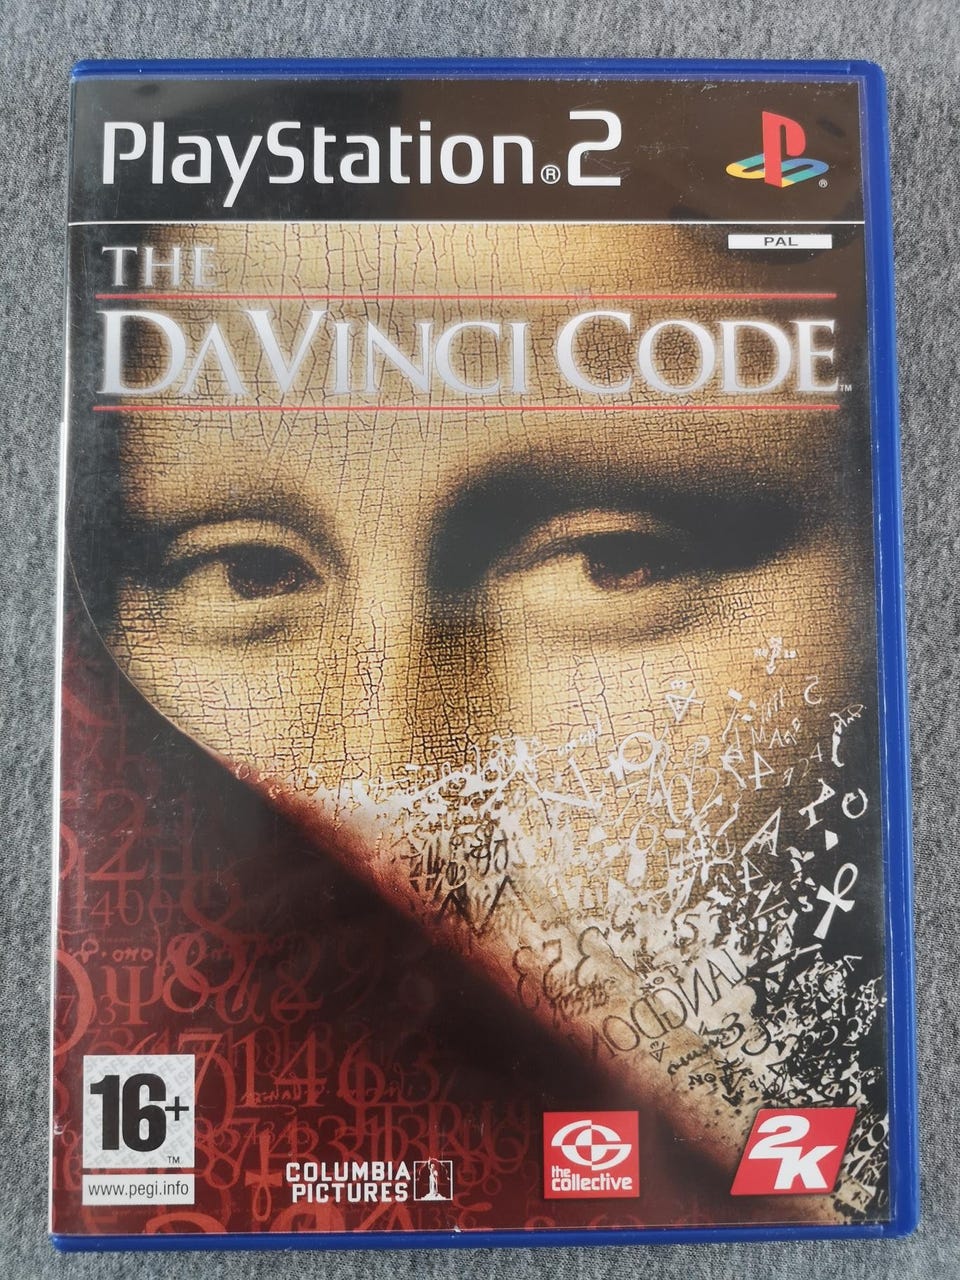 PlayStation®2
PAL
THE
DAVINCI CODE™
16+
™
www.pegi.info
COLUMBIA
PICTURES
the
collective
2K